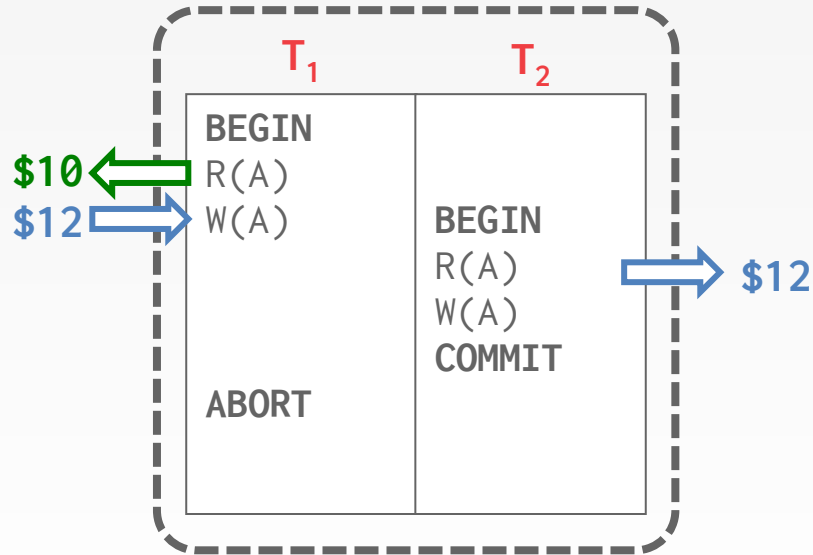 T₁ T₂
BEGIN
$10 R(A)
$12 W(A) BEGIN
R(A) $12
W(A)
COMMIT
ABORT